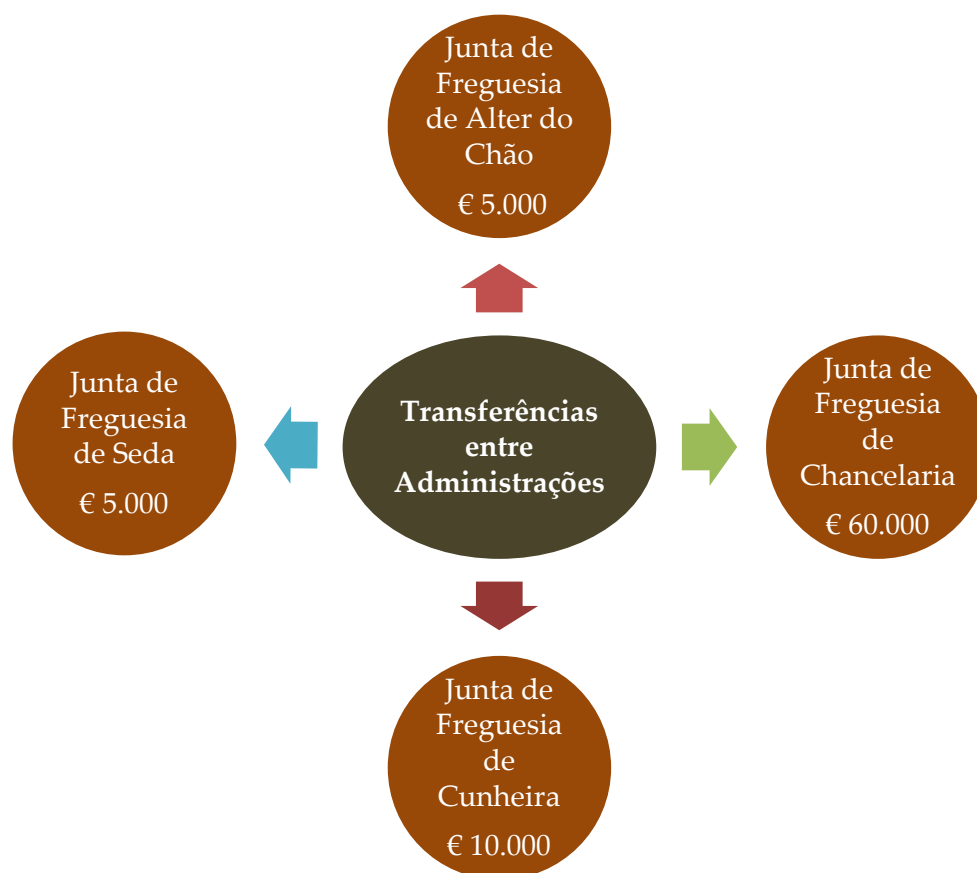 Junta de
Freguesia
de Alter do
Chão
€ 5.000
Junta de
Freguesia
de Seda
€ 5.000
Transferências
entre
Administrações
Junta de
Freguesia
de
Chancelaria
€ 60.000
Junta de
Freguesia
de
Cunheira
€ 10.000